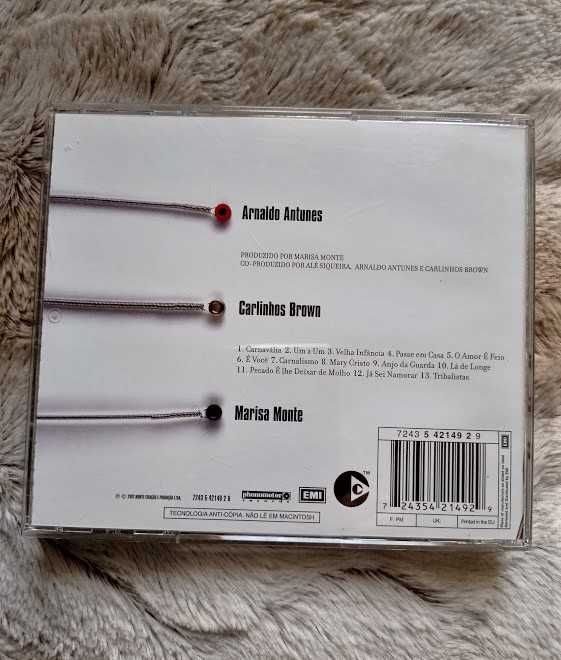 Arnaldo Antunes
PRODUZIDO POR MARISA MONTE
CO-PRODUZIDO POR ALÊ SIQUEIRA, ARNALDO ANTUNES E CARLINHOS BROWN
Carlinhos Brown
1. Carnavália 2. Um a Um 3. Velha Infância 4. Passe em Casa 5. O Amor É Feio
6. É Você 7. Carnalismo 8. Mary Cristo 9. Anjo da Guarda 10. Lá de Longe
11. Pecado É lhe Deixar de Molho 12. Já Sei Namorar 13. Tribalistas
Marisa Monte
7243 5 42149 2 9
EMI
7 24354 21492 9
7243 5 42149 2 9
phonomotor
EMI
TM
F: PM
UK:
Printed in the EU
TECNOLOGIA ANTI-CÓPIA. NÃO LÊ EM MACINTOSH